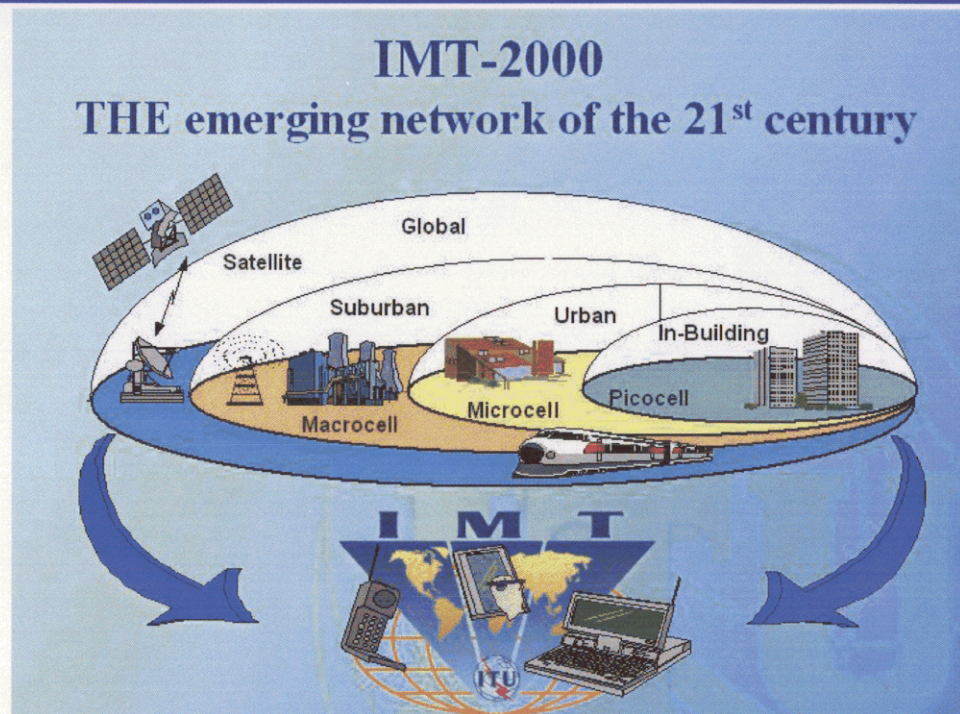 IMT-2000
THE emerging network of the 21st century
Global
Satellite
Suburban
Urban
In-Building
Picocell
Microcell
Macrocell
I M T
ITU